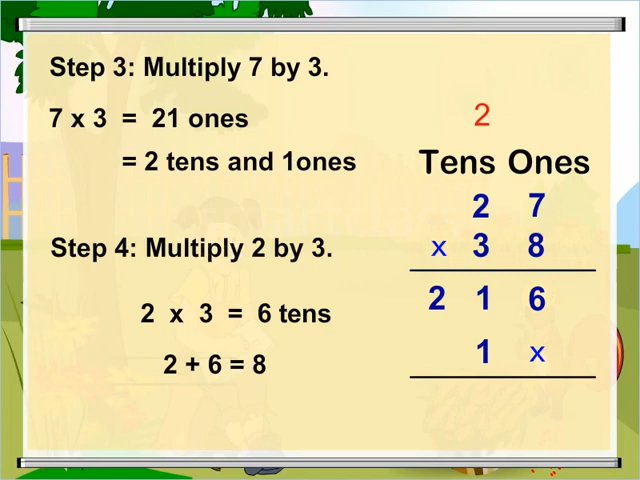 Step 3: Multiply 7 by 3.
7 x 3 = 21 ones
= 2 tens and 1ones
Step 4: Multiply 2 by 3.
2 x 3 = 6 tens
2 + 6 = 8
2
Tens Ones
2 7
x 3 8
2 1 6
1 x